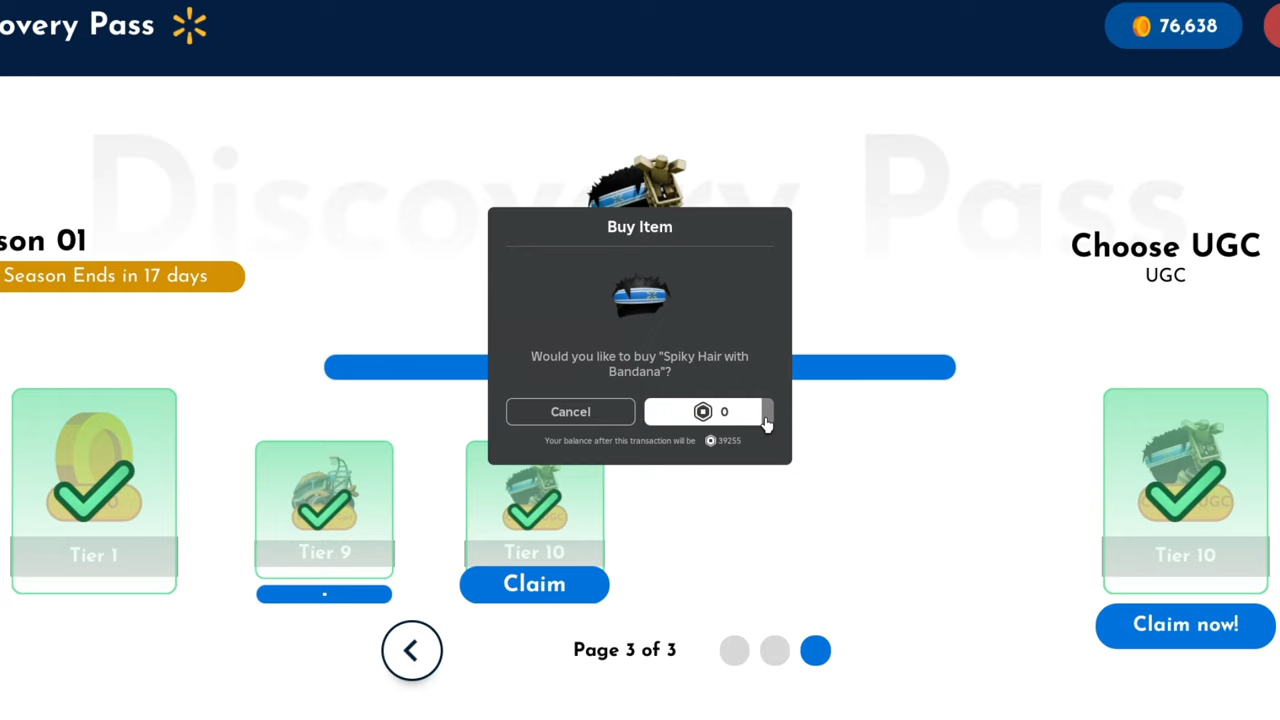 overy Pass
76,638
Discovery Pass
son 01
Season Ends in 17 days
Choose UGC
UGC
Buy Item
Would you like to buy "Spiky Hair with
Bandana"?
Cancel
0
Your balance after this transaction will be 39255
Tier 1
Tier 9
Tier 10
Claim
Tier 10
Claim now!
Page 3 of 3